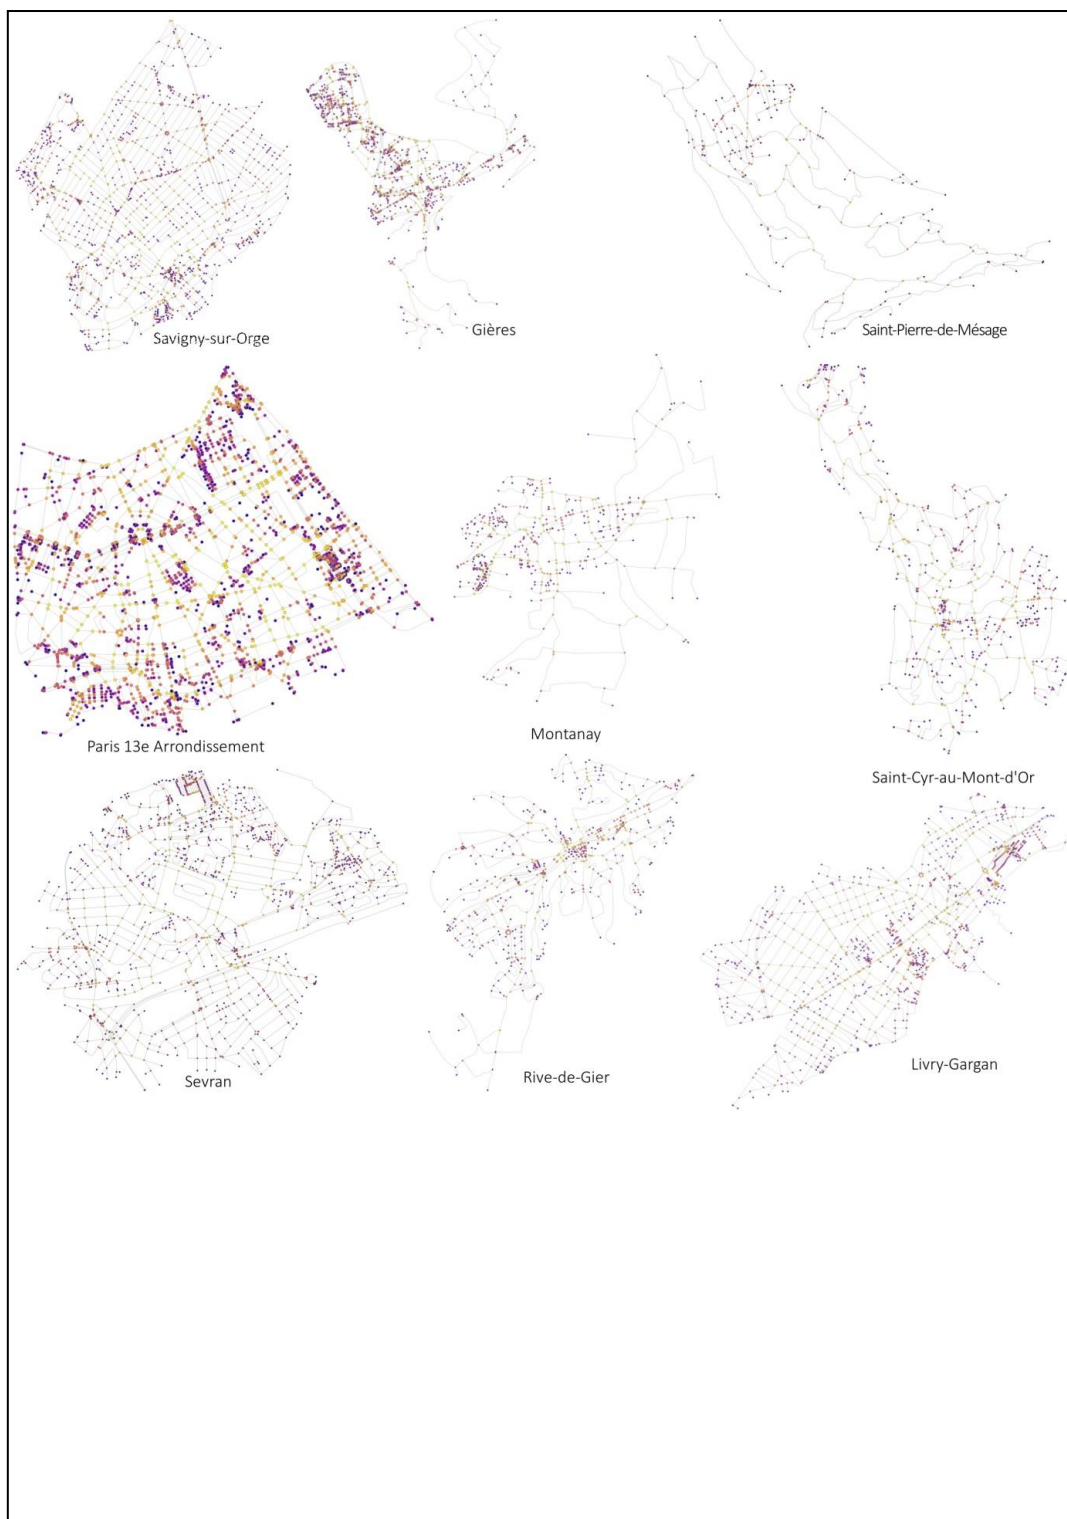 Savigny-sur-Orge
Gières
Saint-Pierre-de-Mésage
Paris 13e Arrondissement
Montanay
Saint-Cyr-au-Mont-d'Or
Sevran
Rive-de-Gier
Livry-Gargan